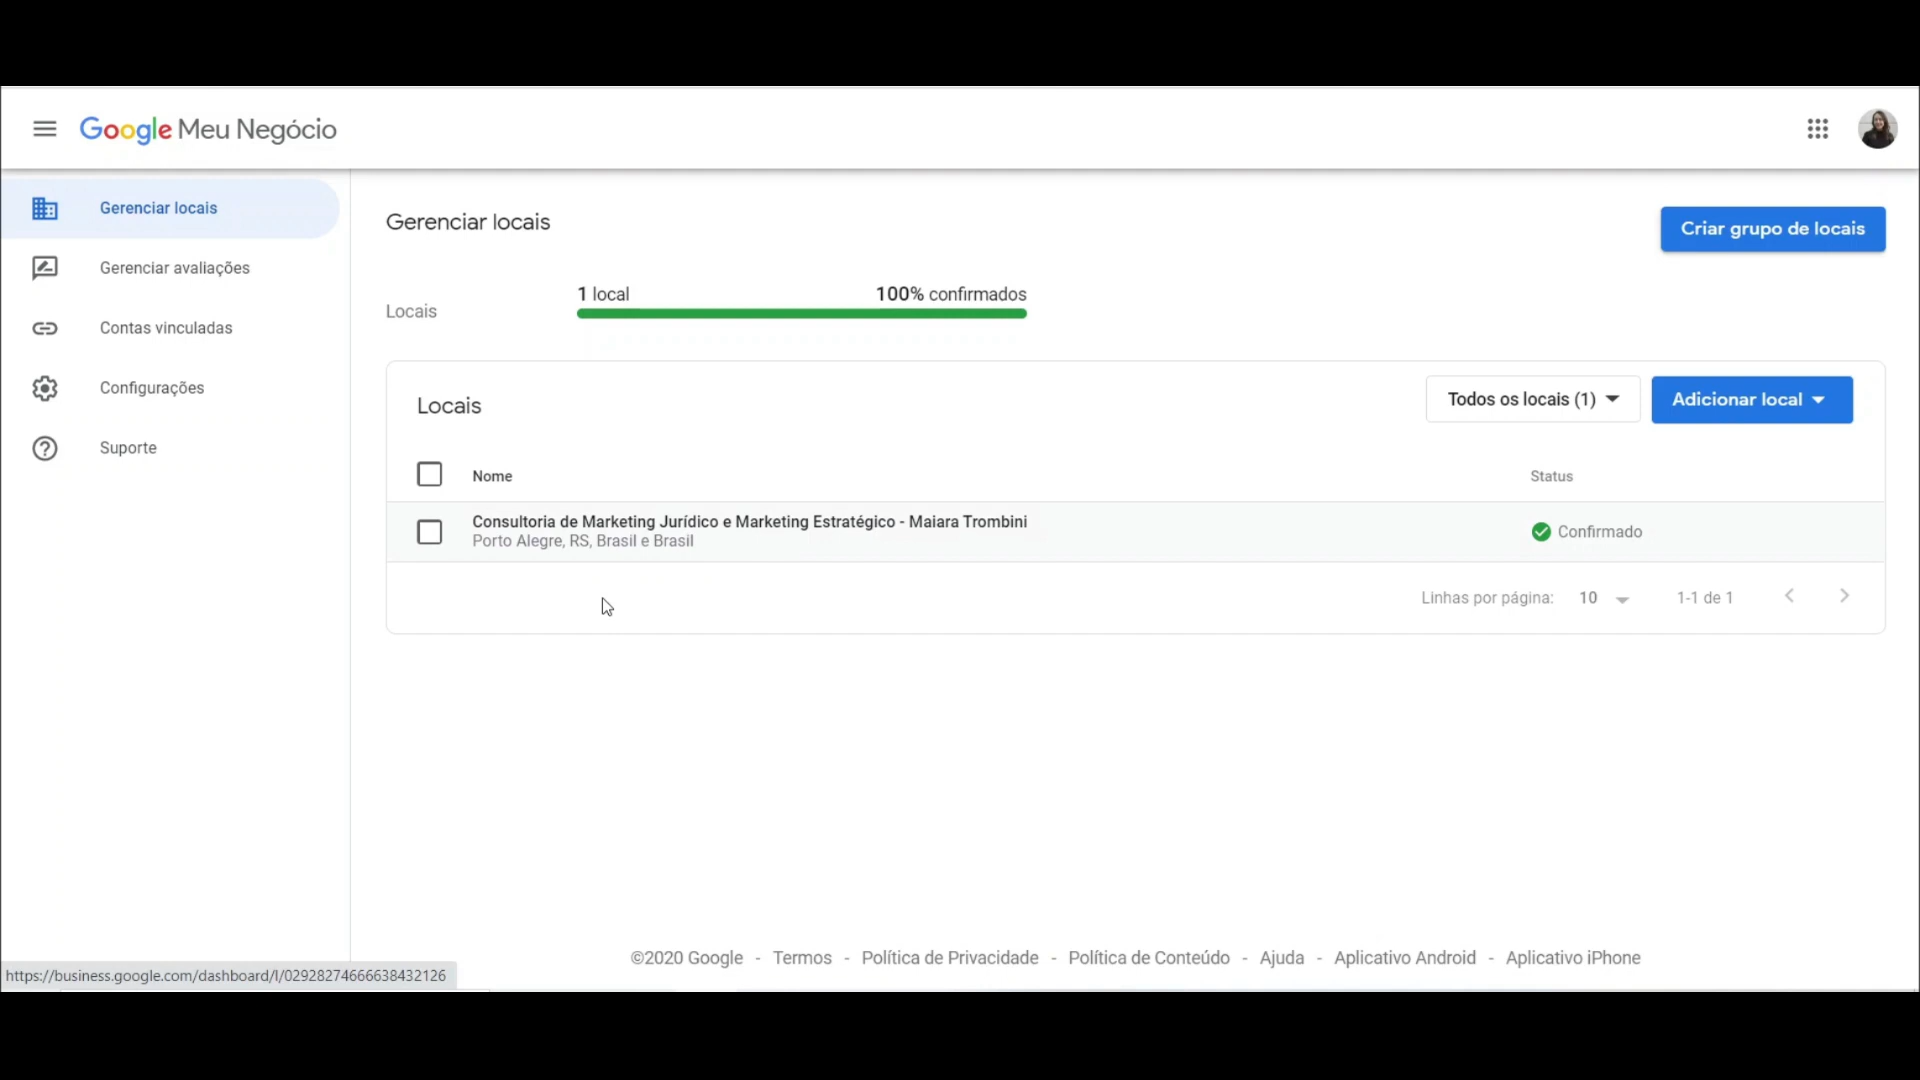 Google Meu Negócio
Gerenciar locais
Gerenciar avaliações
Contas vinculadas
Configurações
Suporte
Gerenciar locais
Criar grupo de locais
Locais
1 local
100% confirmados
Locais
Todos os locais (1)
Adicionar local
Nome
Status
Consultoria de Marketing Jurídico e Marketing Estratégico - Maiara Trombini
Porto Alegre, RS, Brasil e Brasil
Confirmado
Linhas por página: 10 1-1 de 1
©2020 Google - Termos - Política de Privacidade - Política de Conteúdo - Ajuda - Aplicativo Android - Aplicativo iPhone
https://business.google.com/dashboard/l/02928274666638432126